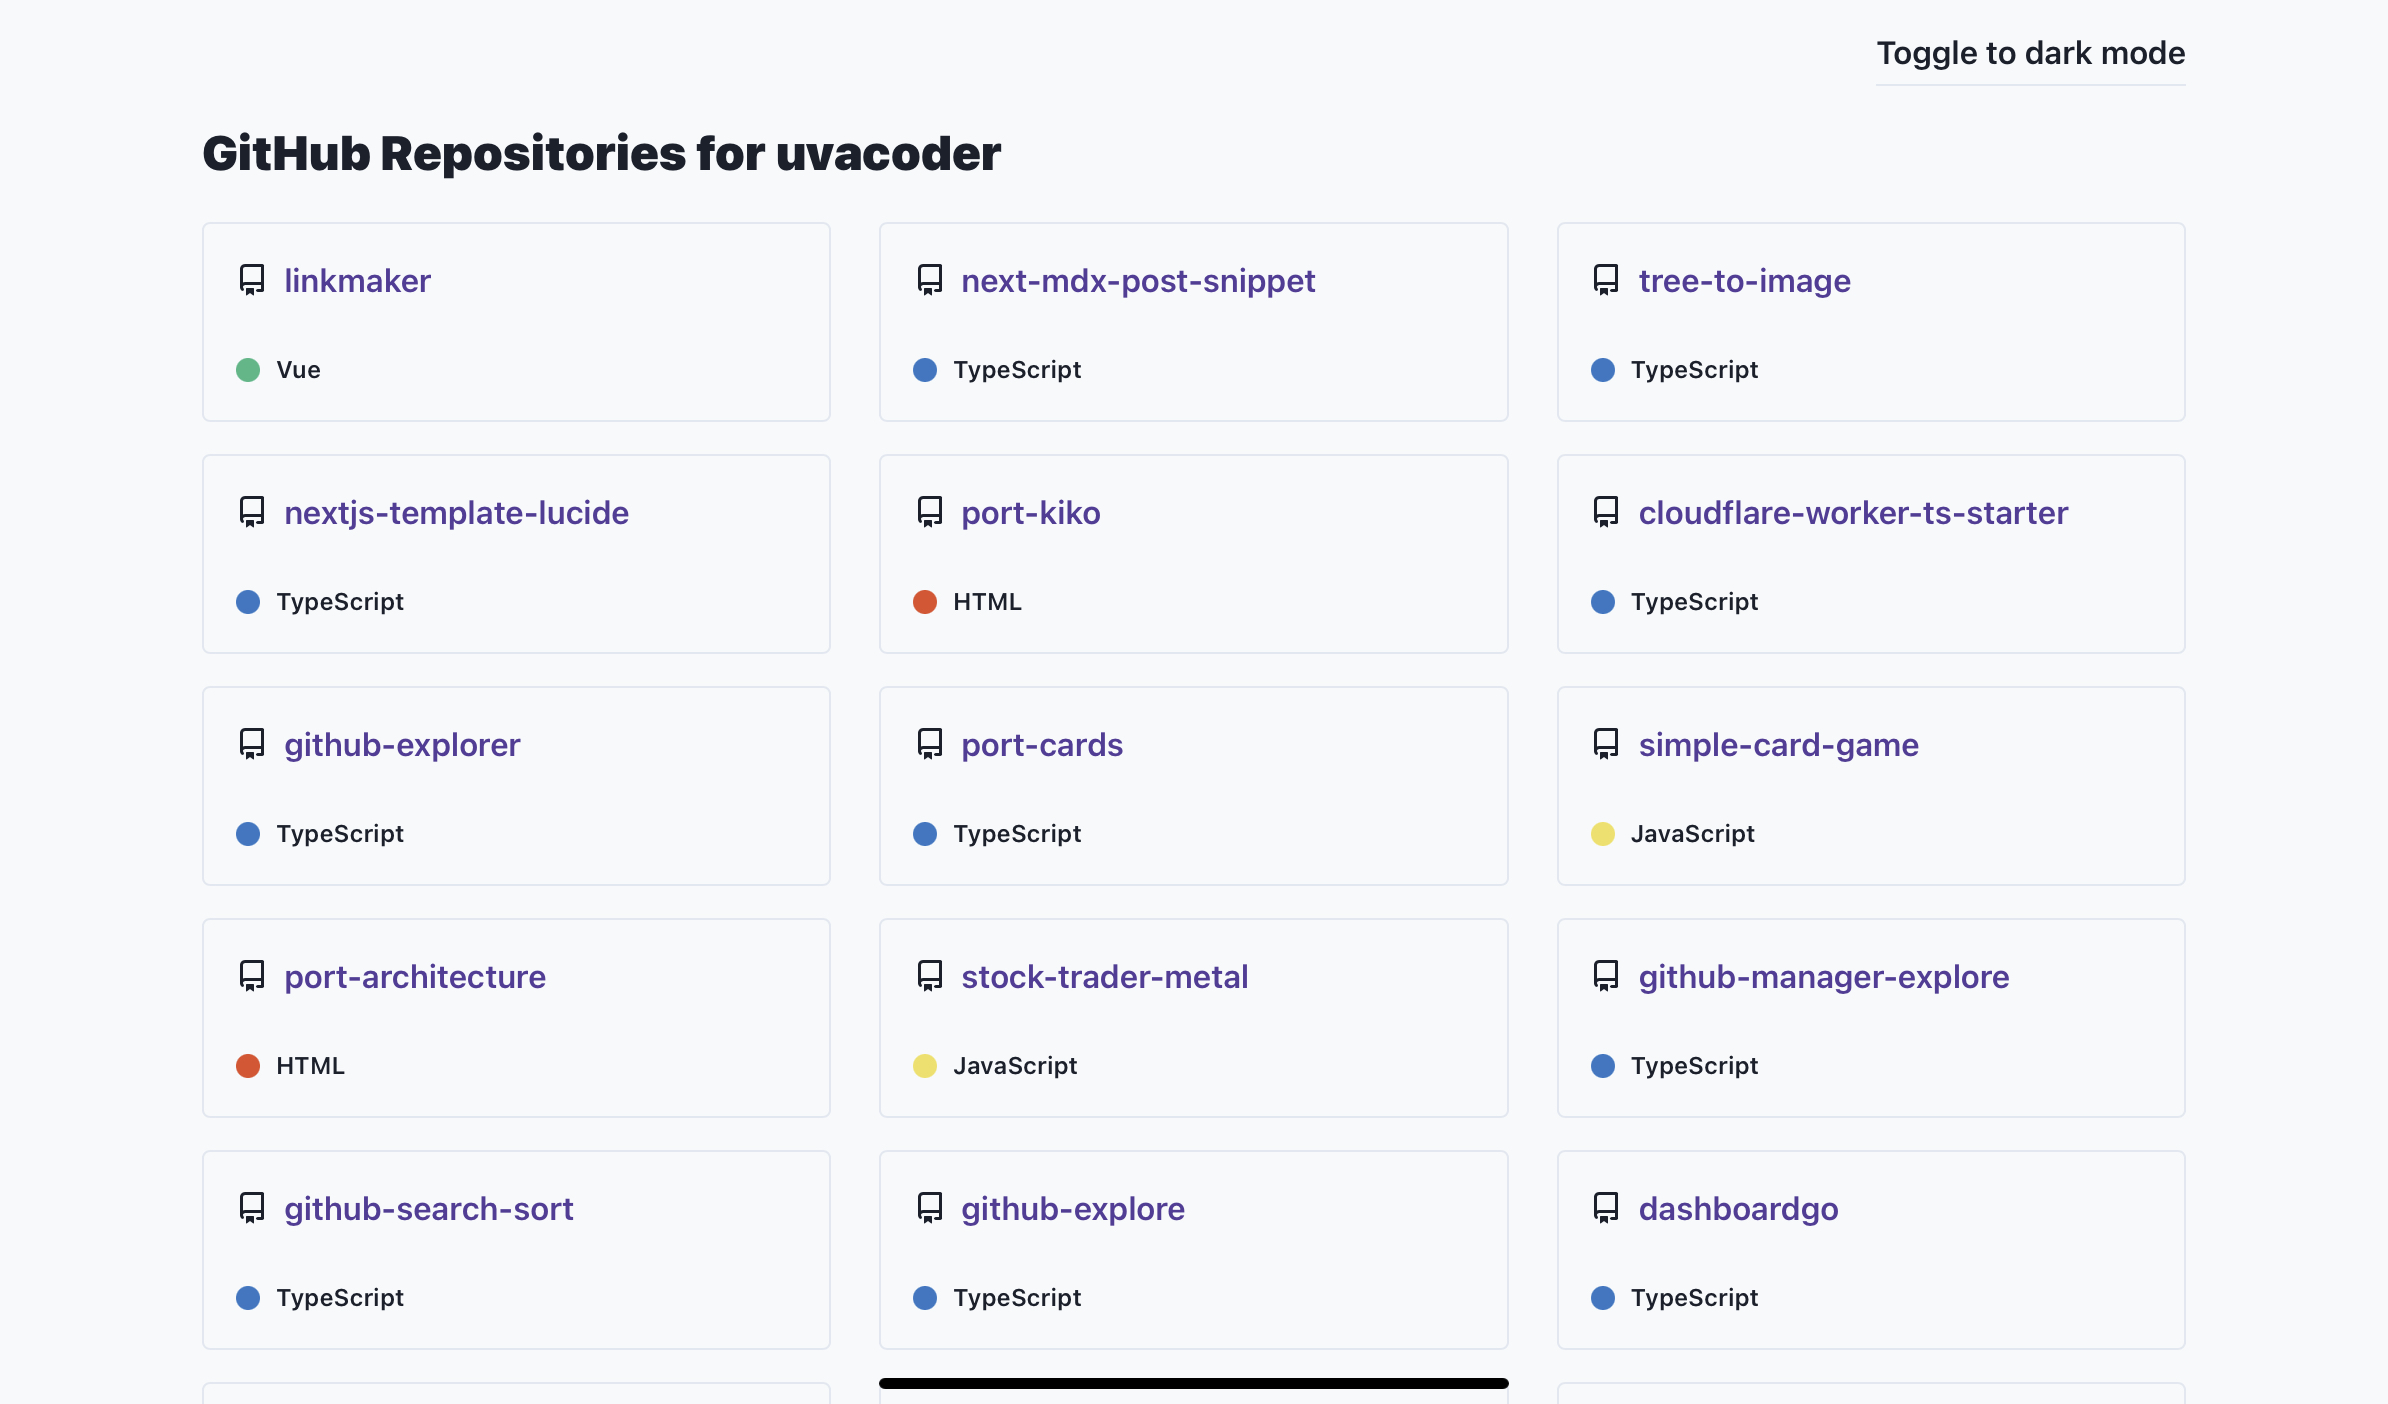 Toggle to dark mode
GitHub Repositories for uvacoder
linkmaker
Vue
next-mdx-post-snippet
TypeScript
tree-to-image
TypeScript
nextjs-template-lucide
TypeScript
port-kiko
HTML
cloudflare-worker-ts-starter
TypeScript
github-explorer
TypeScript
port-cards
TypeScript
simple-card-game
JavaScript
port-architecture
HTML
stock-trader-metal
JavaScript
github-manager-explore
TypeScript
github-search-sort
TypeScript
github-explore
TypeScript
dashboardgo
TypeScript